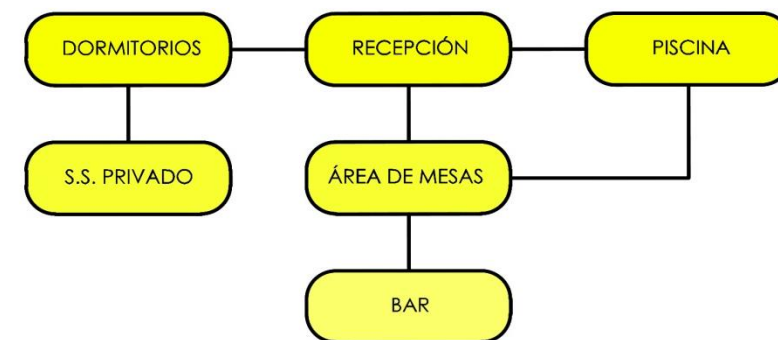 DORMITORIOS
RECEPCIÓN
PISCINA
S.S. PRIVADO
ÁREA DE MESAS
BAR